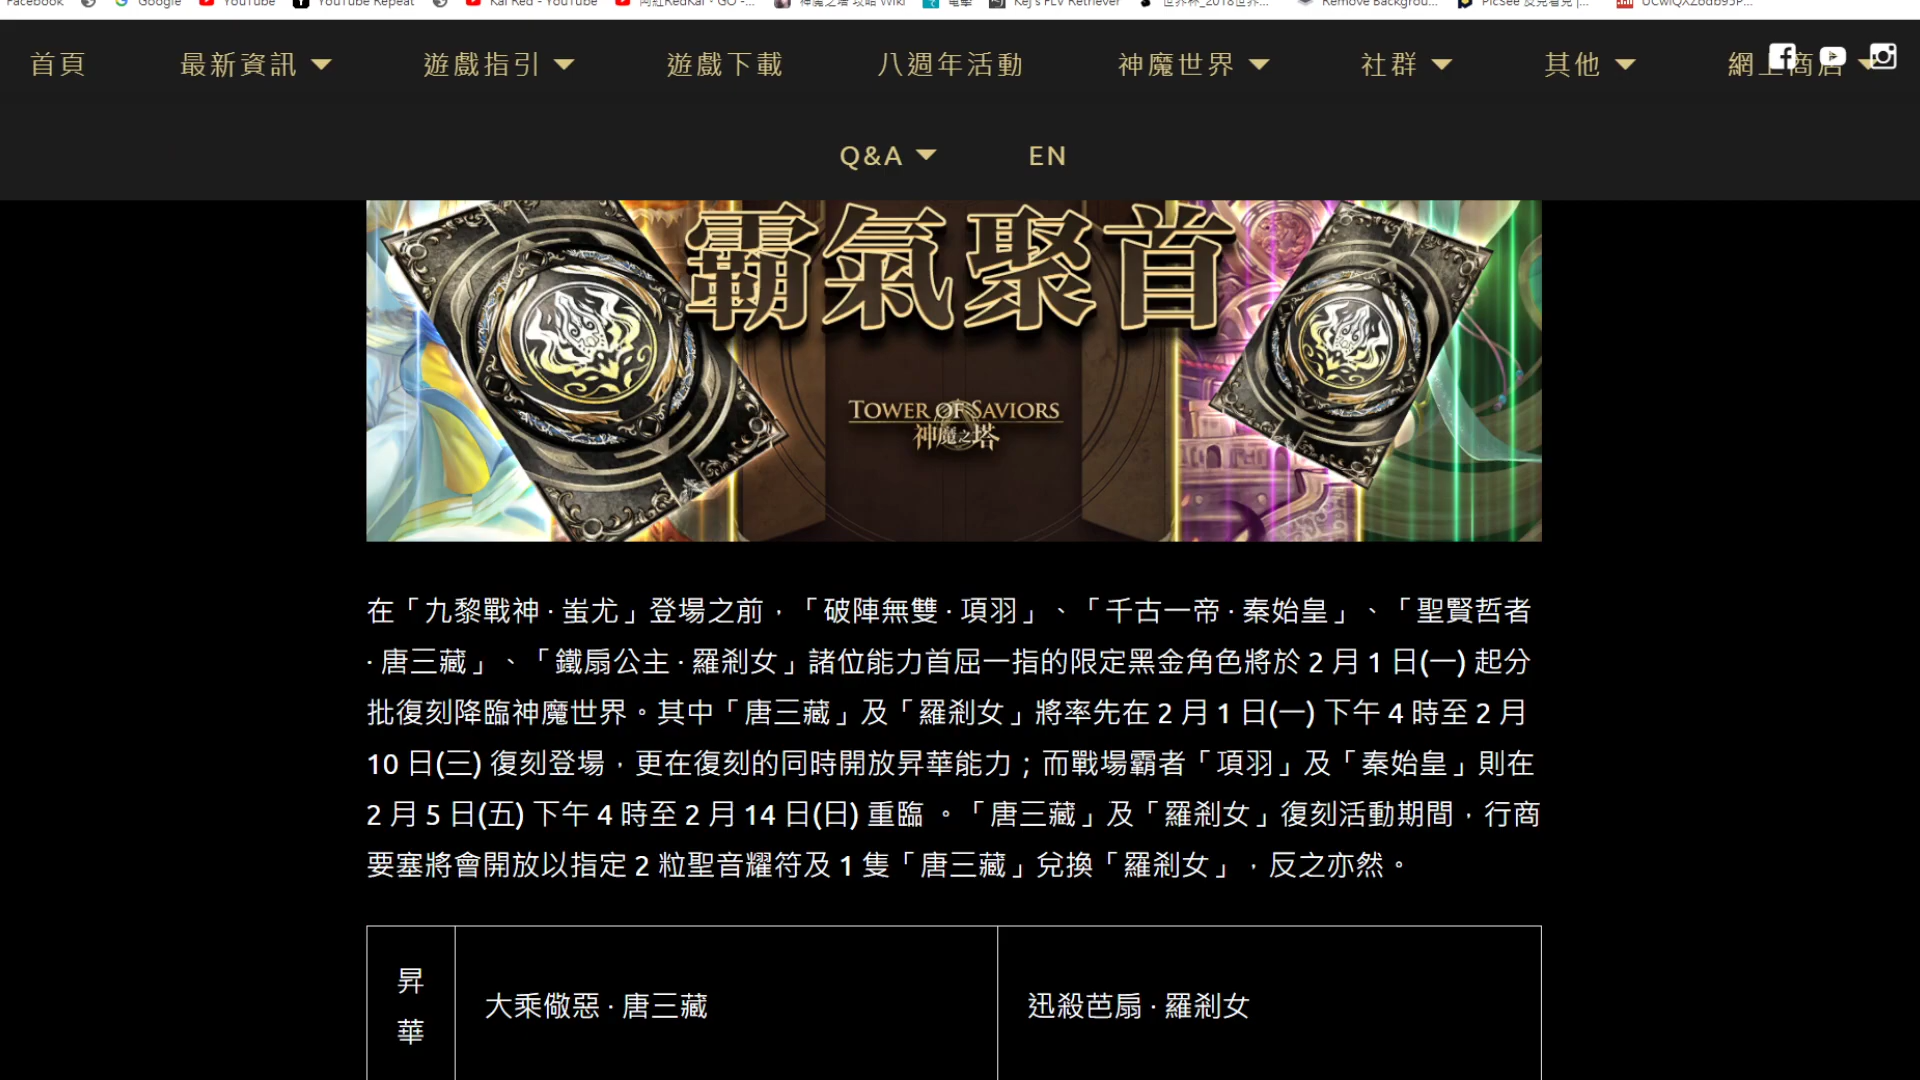 Facebook Google YouTube YouTube Repeat Kai Red - YouTube
首頁 最新資訊 遊戲指引 遊戲下載 八週年活動 神魔世界 社群 其他 網上商店
Q&A EN
霸氣聚首
TOWER OF SAVIORS
神魔之塔
在「九黎戰神 · 蚩尤」登場之前，「破陣無雙 · 項羽」、「千古一帝 · 秦始皇」、「聖賢哲者
· 唐三藏」、「鐵扇公主 · 羅剎女」諸位能力首屈一指的限定黑金角色將於 2 月 1 日(一) 起分
批復刻降臨神魔世界。其中「唐三藏」及「羅剎女」將率先在 2 月 1 日(一) 下午 4 時至 2 月
10 日(三) 復刻登場，更在復刻的同時開放昇華能力；而戰場霸者「項羽」及「秦始皇」則在
2 月 5 日(五) 下午 4 時至 2 月 14 日(日) 重臨 。「唐三藏」及「羅剎女」復刻活動期間，行商
要塞將會開放以指定 2 粒聖音耀符及 1 隻「唐三藏」兌換「羅剎女」，反之亦然。
昇華 大乘儆惡 · 唐三藏 迅殺芭扇 · 羅剎女